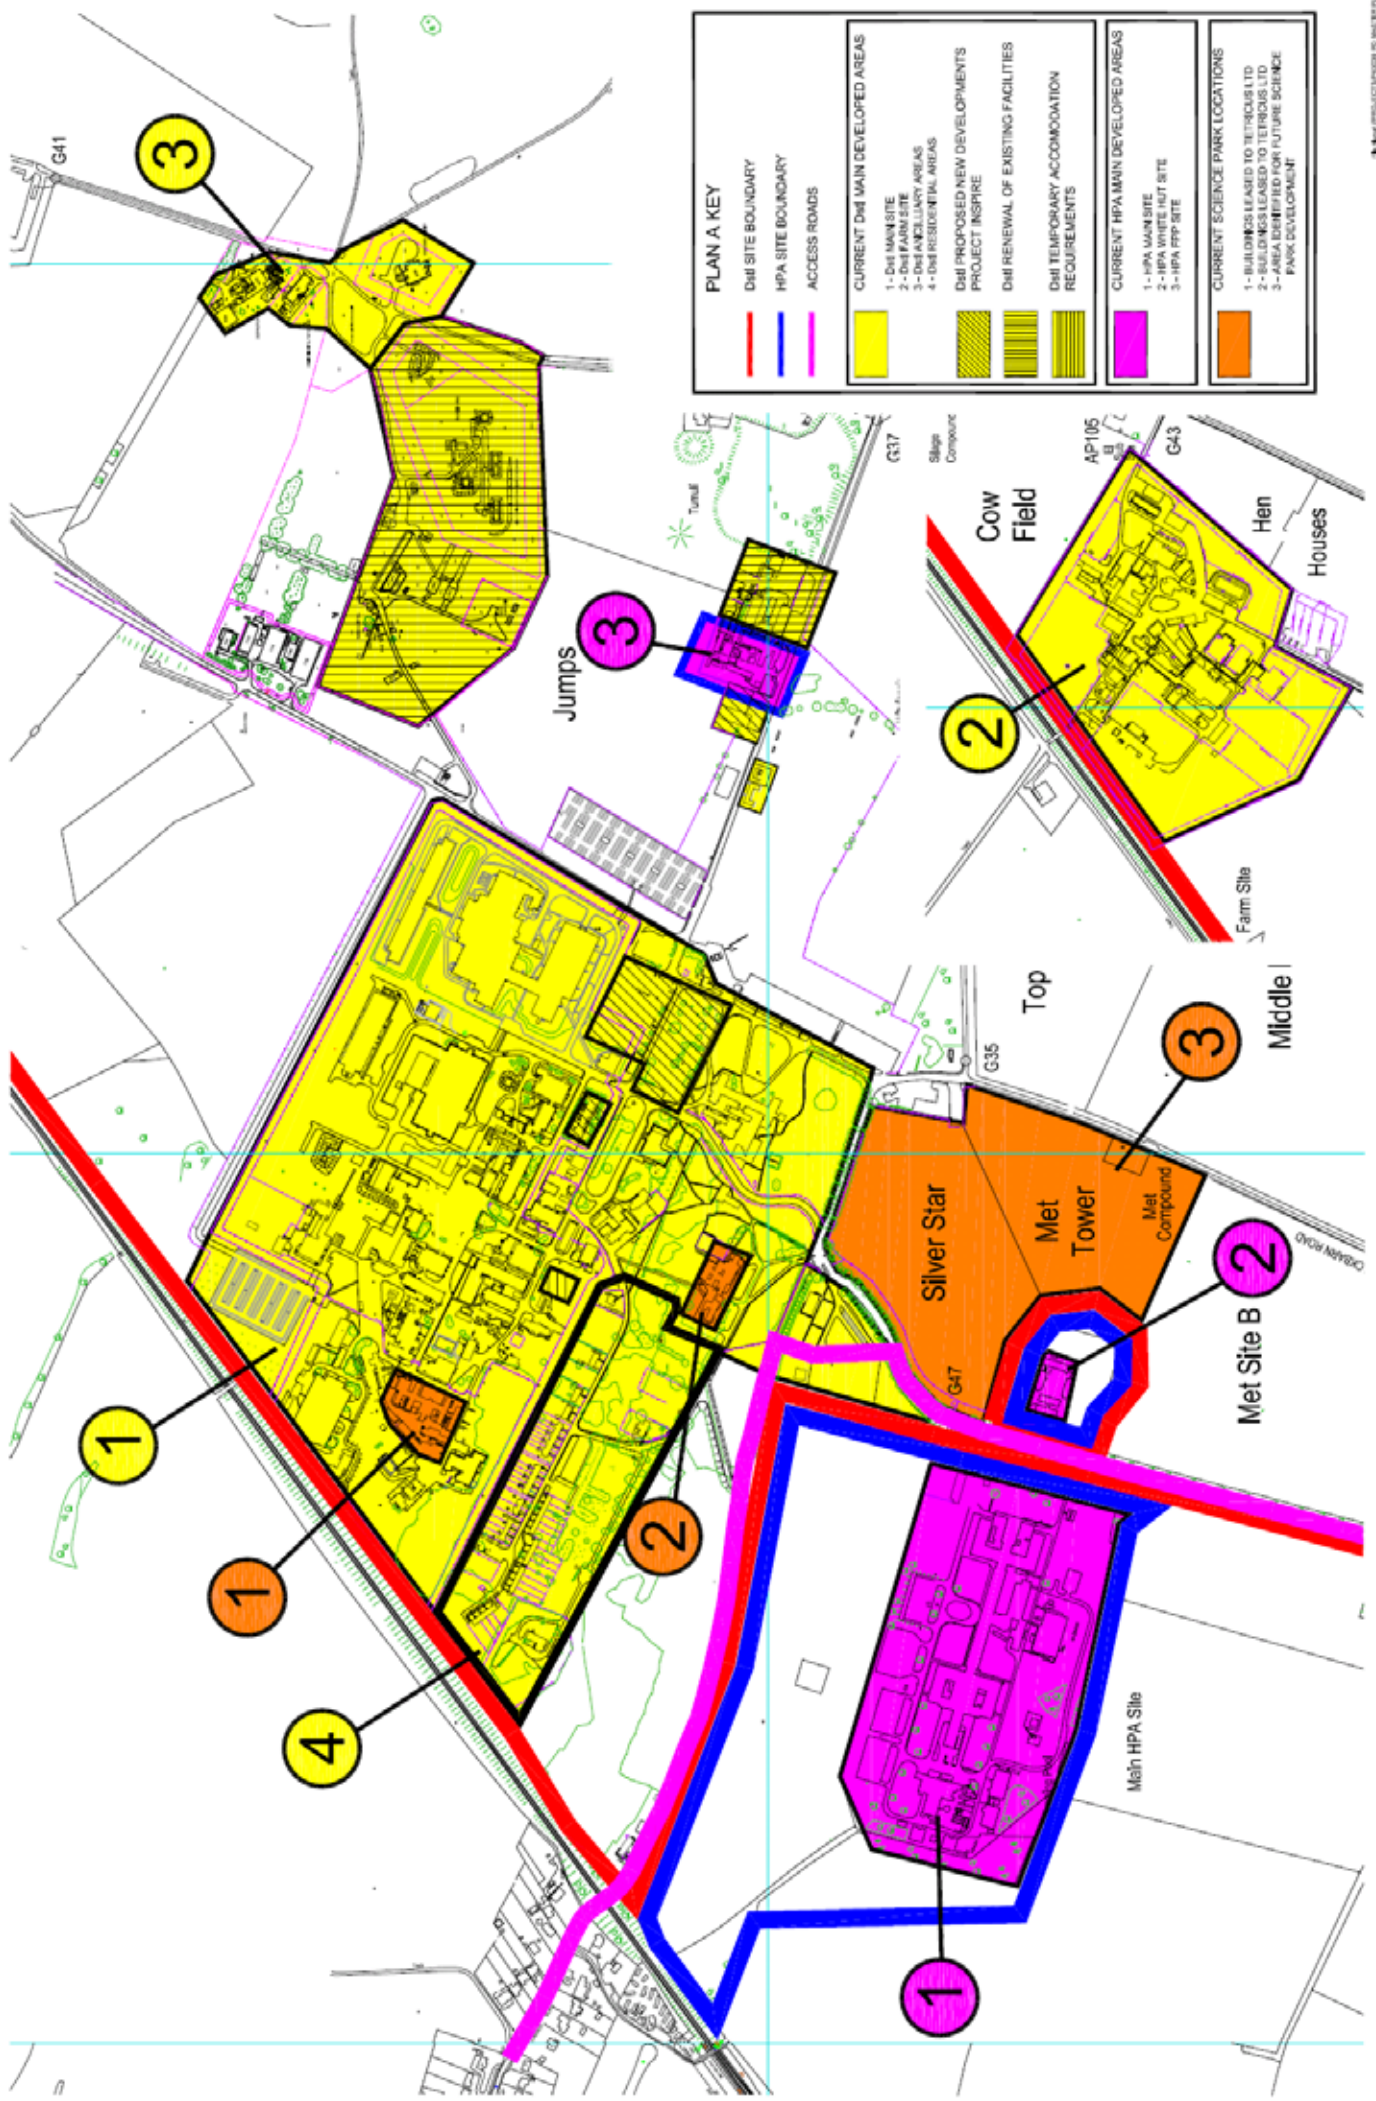 PLAN A KEY
Dstl SITE BOUNDARY
HPA SITE BOUNDARY
ACCESS ROADS
CURRENT Dstl MAIN DEVELOPED AREAS
1 - Dstl MAIN SITE
2 - Dstl FARM SITE
3 - Dstl ANCILLIARY AREAS
4 - Dstl RESIDENTIAL AREAS
Dstl PROPOSED NEW DEVELOPMENTS
PROJECT INSPIRE
Dstl RENEWAL OF EXISTING FACILITIES
Dstl TEMPORARY ACCOMODATION
REQUIREMENTS
CURRENT HPA MAIN DEVELOPED AREAS
1 - HPA MAIN SITE
2 - HPA WHITE HUT SITE
3 - HPA FPP SITE
CURRENT SCIENCE PARK LOCATIONS
1 - BUILDINGS LEASED TO TETRICUS LTD
2 - BUILDINGS LEASED TO TETRICUS LTD
3 - AREA IDENTIFIED FOR FUTURE SCIENCE
PARK DEVELOPMENT
G41
3
Jumps
3
Tumuli
G37
Silage
Compound
AP105
G43
Cow
Field
Hen
Houses
2
Farm Site
Top
Middle
G35
3
Silver Star
Met
Tower
Met
Compound
2
Met Site B
G47
1
1
2
4
Main HPA Site
1